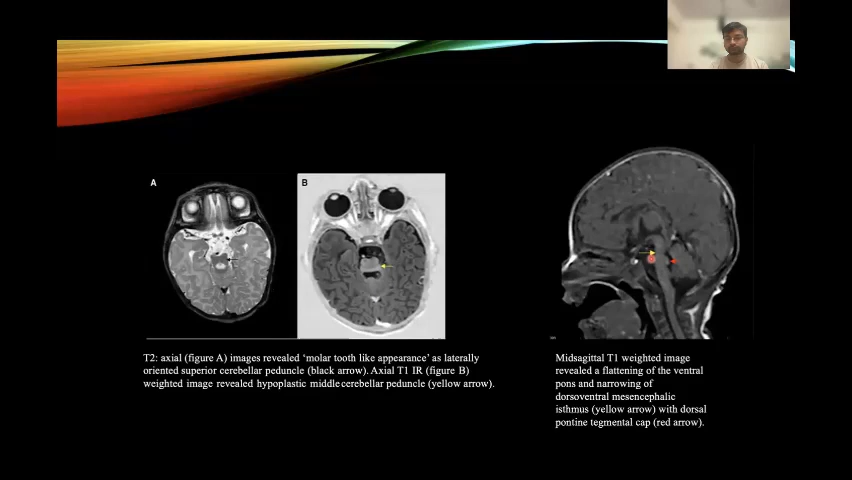 A
B
T2: axial (figure A) images revealed ‘molar tooth like appearance’ as laterally
oriented superior cerebellar peduncle (black arrow). Axial T1 IR (figure B)
weighted image revealed hypoplastic middle cerebellar peduncle (yellow arrow).
Midsagittal T1 weighted image
revealed a flattening of the ventral
pons and narrowing of
dorsoventral mesencephalic
isthmus (yellow arrow) with dorsal
pontine tegmental cap (red arrow).